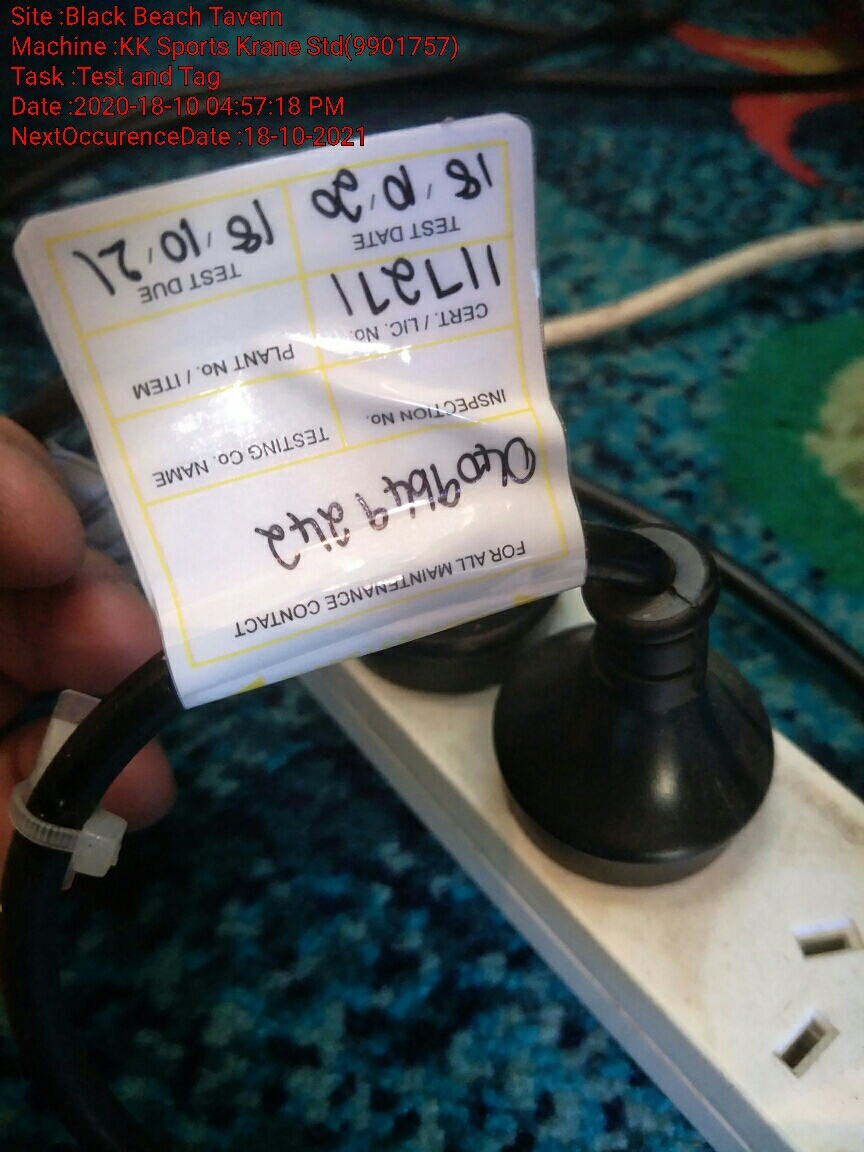 Site :Black Beach Tavern
Machine :KK Sports Krane Std(9901757)
Task :Test and Tag
Date :2020-18-10 04:57:18 PM
NextOccurenceDate :18-10-2021
FOR ALL MAINTENANCE CONTACT
0409649242
INSPECTION No. TESTING Co. NAME
CERT. / LIC. No. PLANT No. / ITEM
117271
TEST DATE TEST DUE
18/10/20 18/10/21